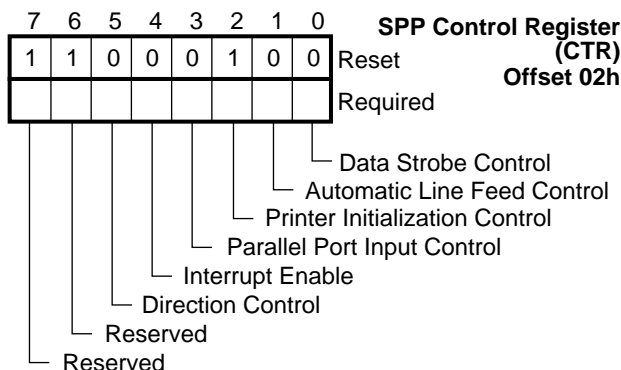 7 6 5 4 3 2 1 0
SPP Control Register
(CTR)
Offset 02h
1 1 0 0 0 1 0 0 Reset
Required
Data Strobe Control
Automatic Line Feed Control
Printer Initialization Control
Parallel Port Input Control
Interrupt Enable
Direction Control
Reserved
Reserved